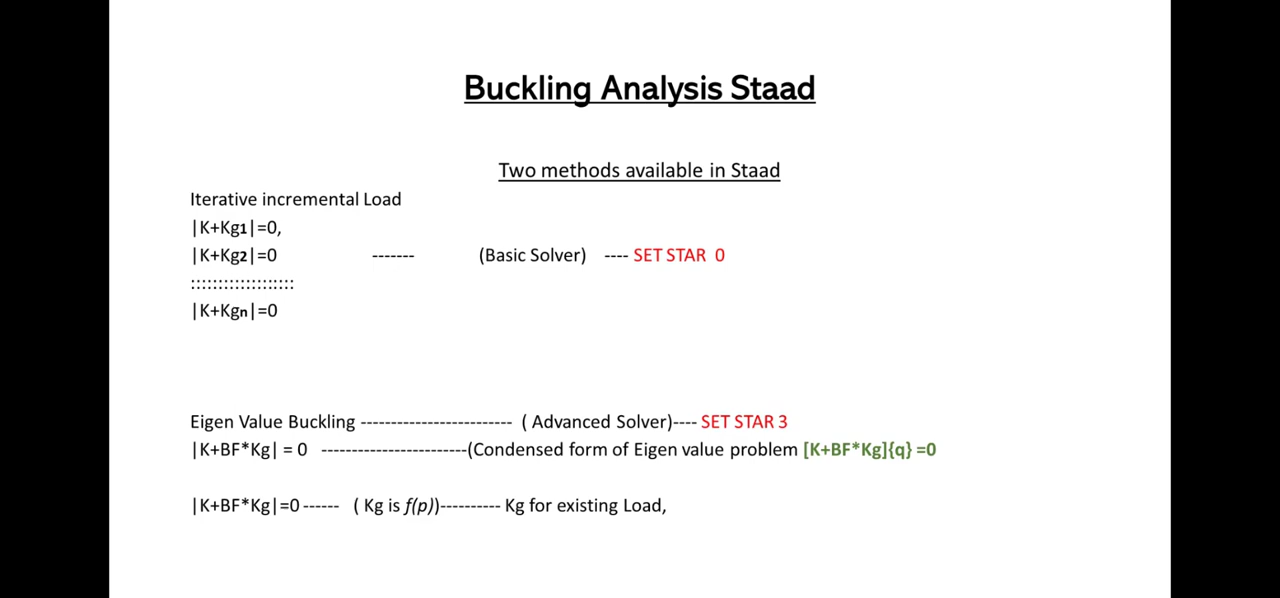 Buckling Analysis Staad
Two methods available in Staad
Iterative incremental Load
|K+Kg1|=0,
|K+Kg2|=0 ------- (Basic Solver) ---- SET STAR 0
:::::::::::::::::::
|K+Kgn|=0
Eigen Value Buckling ------------------------- ( Advanced Solver)---- SET STAR 3
|K+BF*Kg| = 0 ------------------------(Condensed form of Eigen value problem [K+BF*Kg]{q} =0
|K+BF*Kg|=0 ------ ( Kg is f(p))---------- Kg for existing Load,